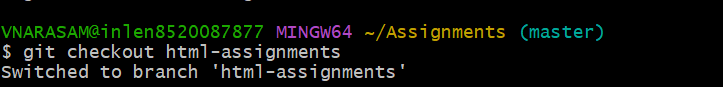 VNARASAM@inlen8520087877 MINGW64 ~/Assignments (master)
$ git checkout html-assignments
Switched to branch 'html-assignments'